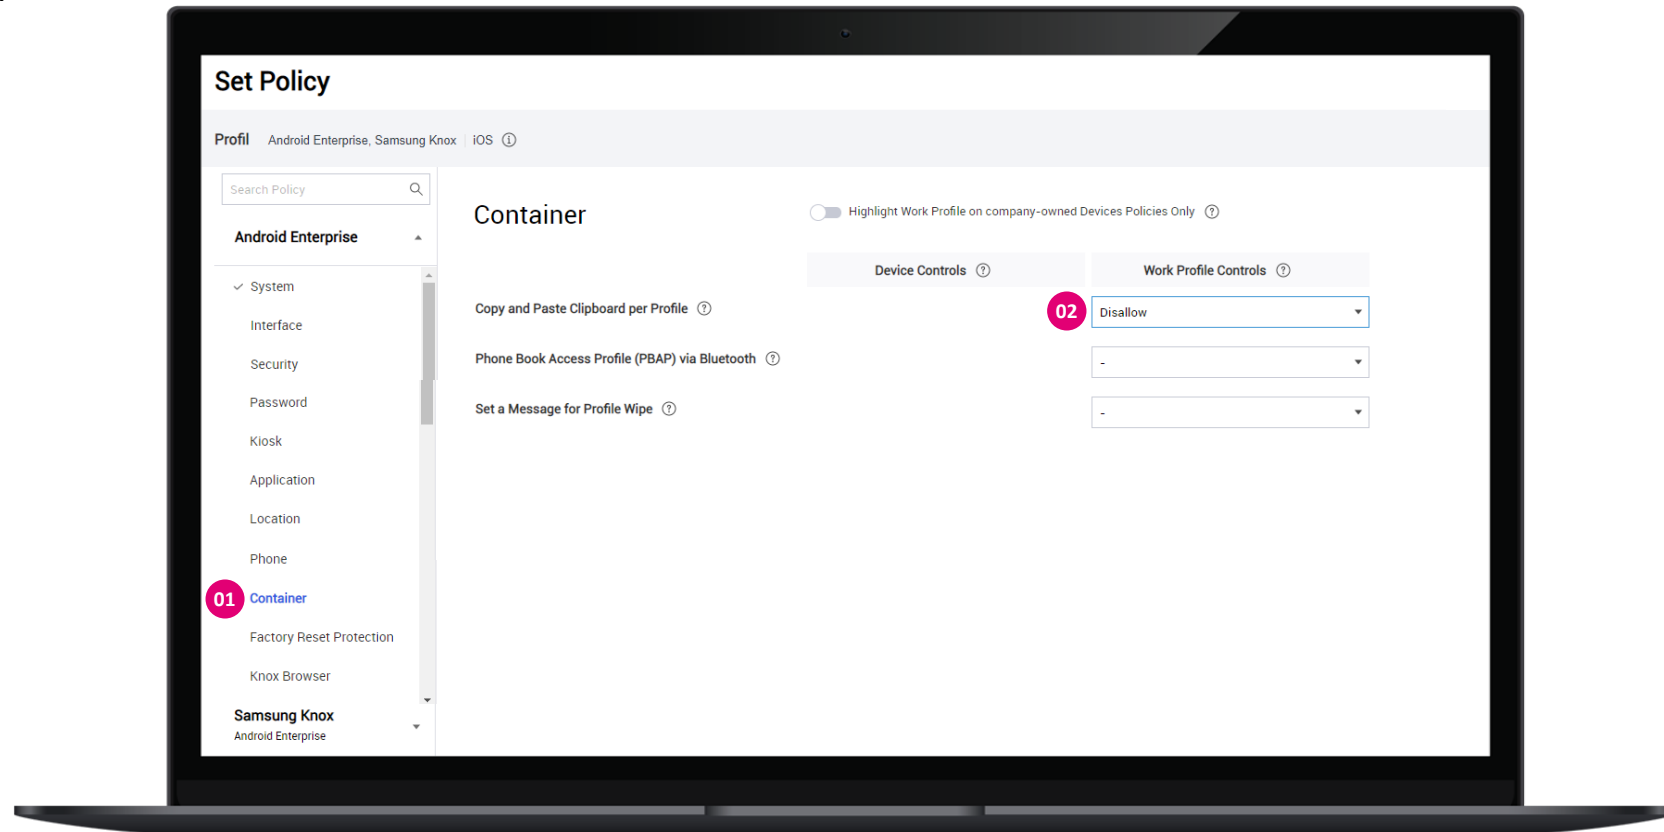 Set Policy
Profil Android Enterprise, Samsung Knox iOS
Search Policy
Android Enterprise
System
Interface
Security
Password
Kiosk
Application
Location
Phone
01 Container
Factory Reset Protection
Knox Browser
Samsung Knox
Android Enterprise
Container
Highlight Work Profile on company-owned Devices Policies Only
Device Controls Work Profile Controls
Copy and Paste Clipboard per Profile 02 Disallow
Phone Book Access Profile (PBAP) via Bluetooth -
Set a Message for Profile Wipe -